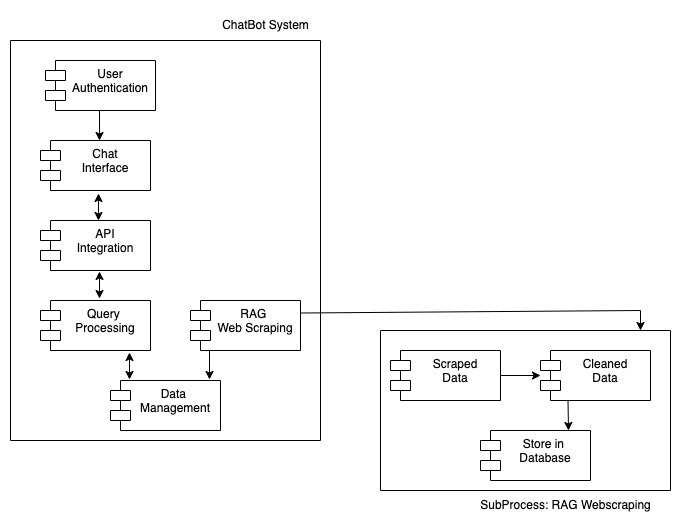 ChatBot System
User
Authentication
Chat
Interface
API
Integration
Query
Processing
RAG
Web Scraping
Data
Management
Scraped
Data
Cleaned
Data
Store in
Database
SubProcess: RAG Webscraping